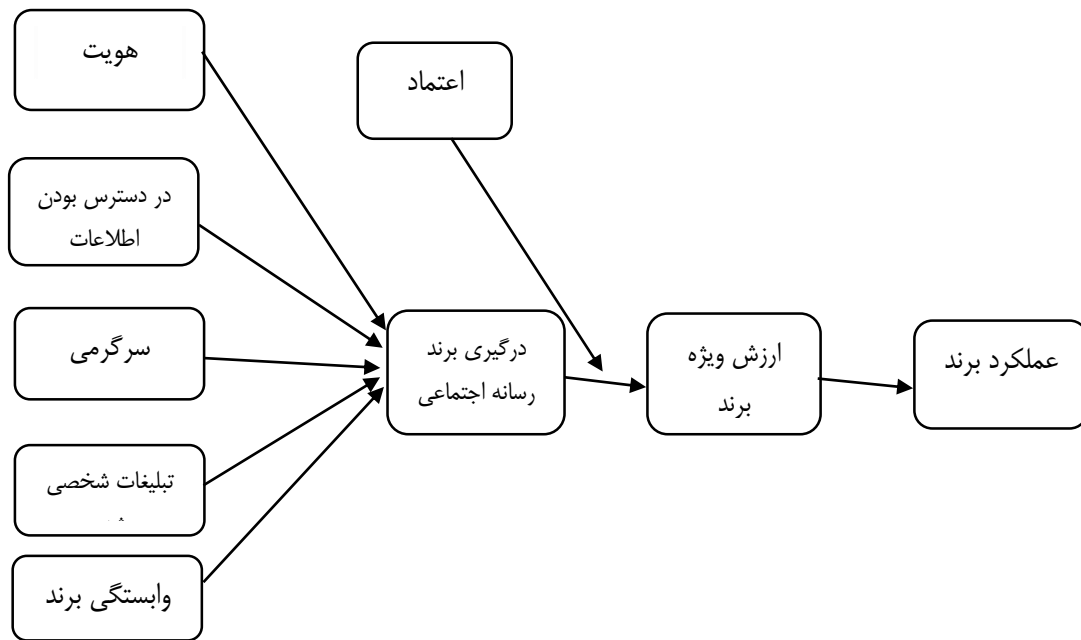 هویت
اعتماد
در دسترس بودن
اطلاعات
سرگرمی
درگیری برند
رسانه اجتماعی
ارزش ویژه
برند
عملکرد برند
تبلیغات شخصی
وابستگی برند